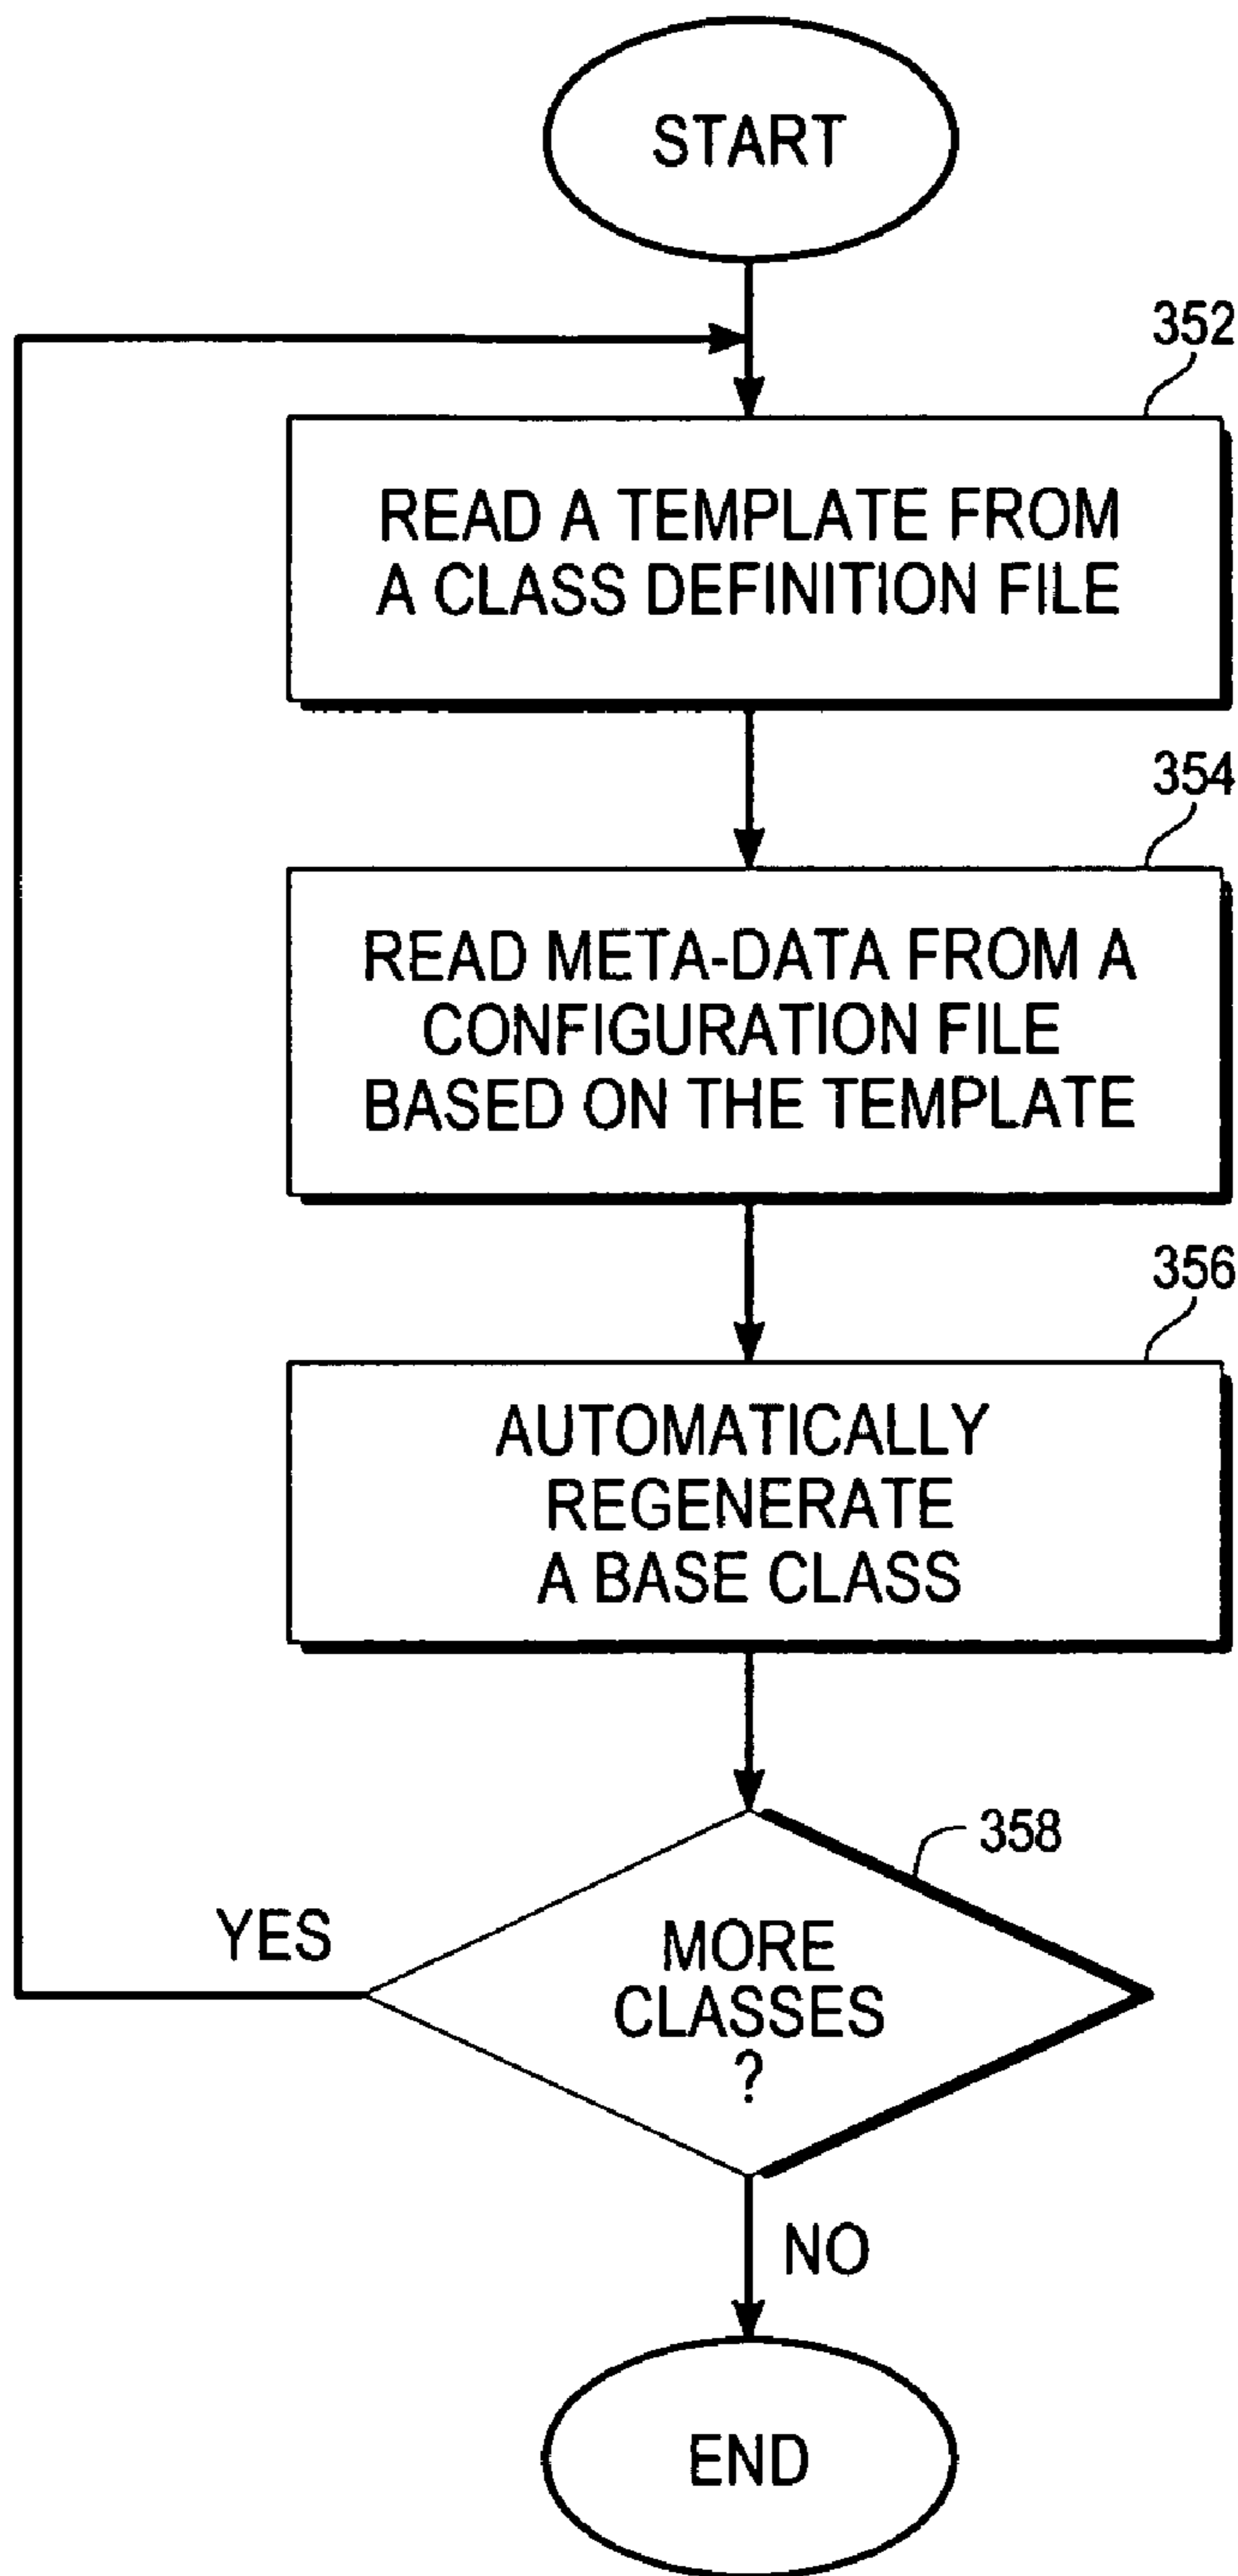 START
352
READ A TEMPLATE FROM
A CLASS DEFINITION FILE
354
READ META-DATA FROM A
CONFIGURATION FILE
BASED ON THE TEMPLATE
356
AUTOMATICALLY
REGENERATE
A BASE CLASS
358
YES
MORE
CLASSES
?
NO
END